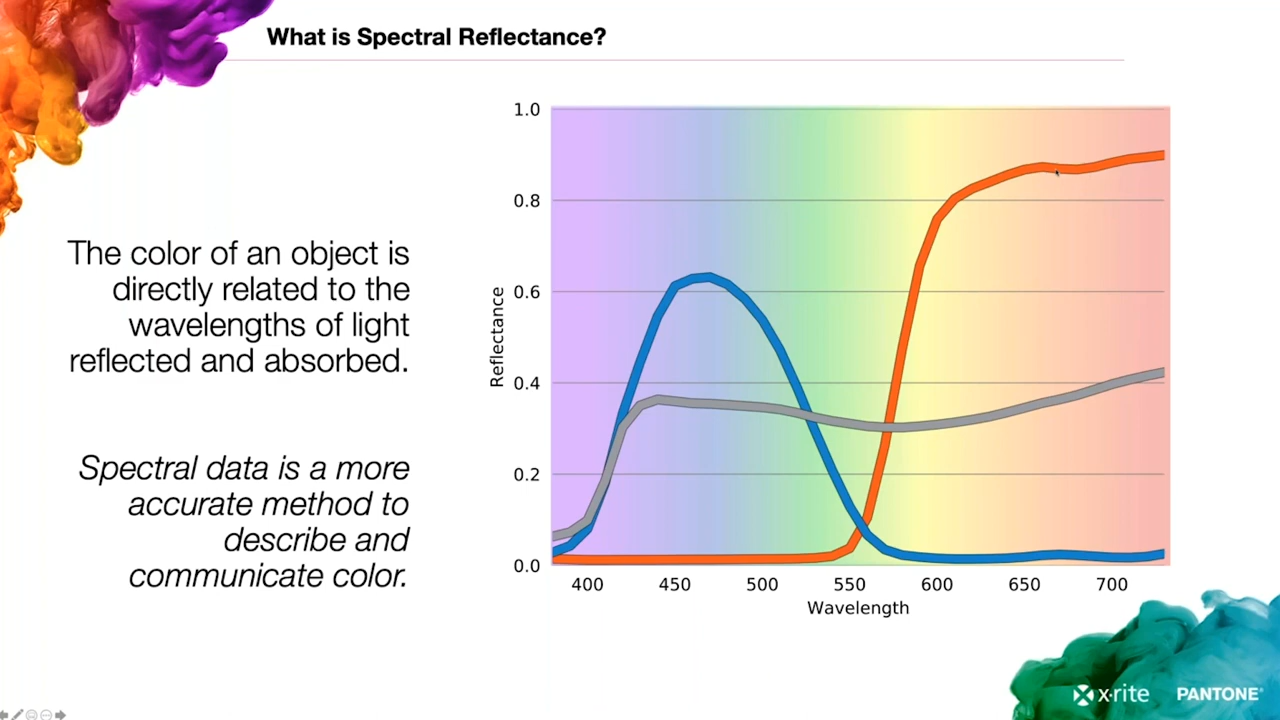 What is Spectral Reflectance?
The color of an object is
directly related to the
wavelengths of light
reflected and absorbed.
Spectral data is a more
accurate method to
describe and
communicate color.
Reflectance
1.0
0.8
0.6
0.4
0.2
0.0
400 450 500 550 600 650 700
Wavelength
x·rite PANTONE®